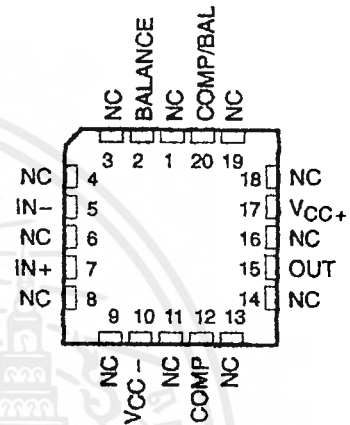 NC BALANCE NC COMP/BAL NC
3 2 1 20 19
NC 4 18 NC
IN- 5 17 VCC+
NC 6 16 NC
IN+ 7 15 OUT
NC 8 14 NC
9 10 11 12 13
NC VCC- NC COMP NC